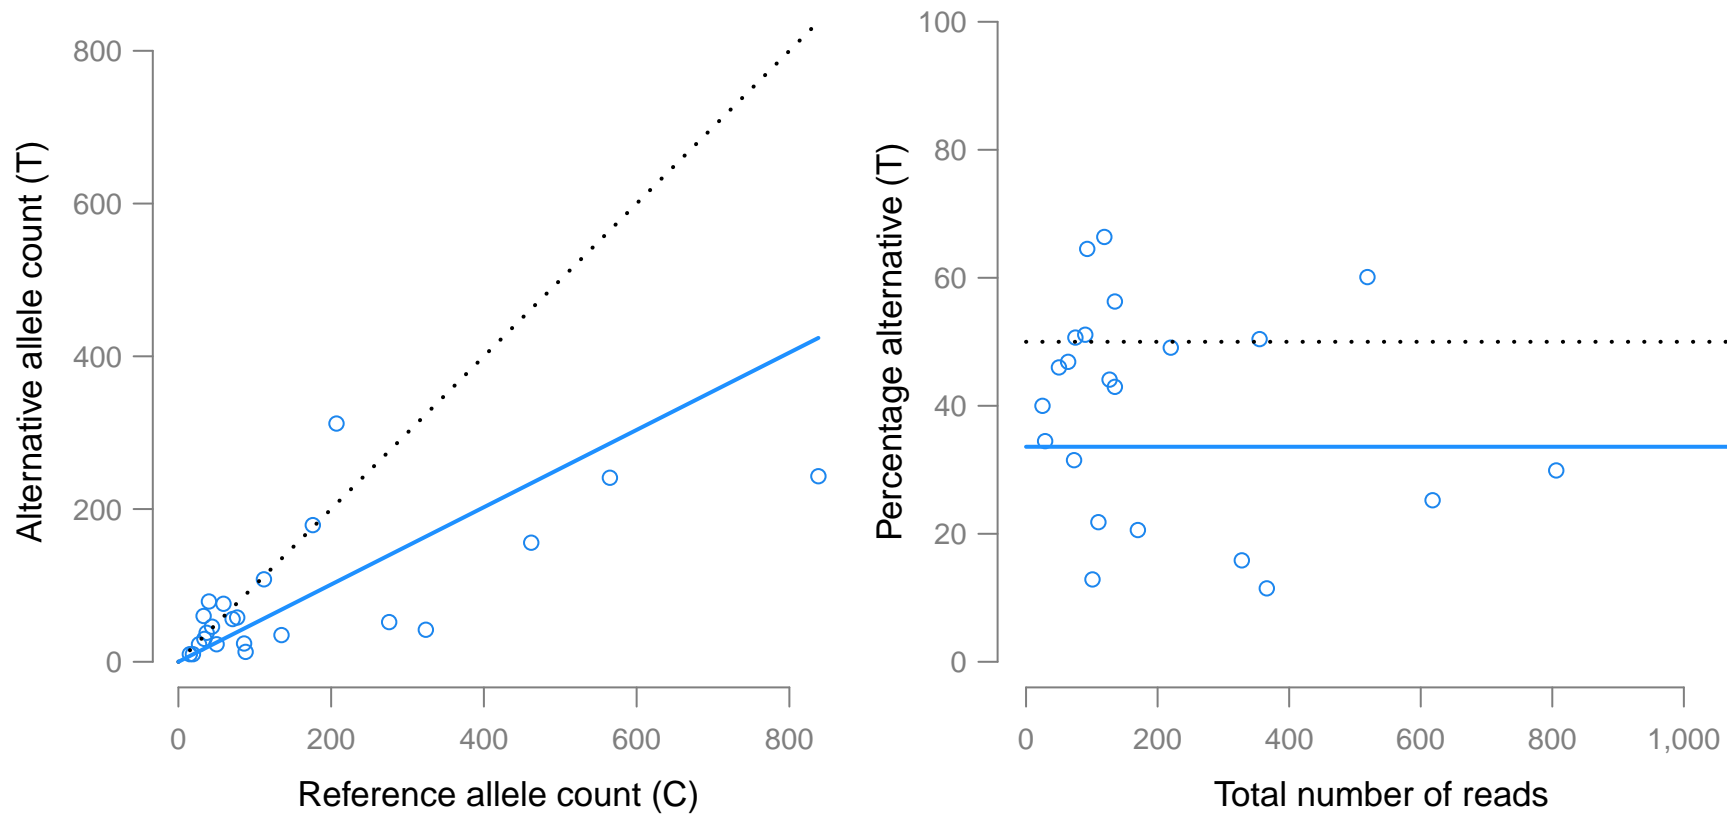 Alternative allele count (T)
800
600
400
200
0
0 200 400 600 800
Reference allele count (C)
Percentage alternative (T)
100
80
60
40
20
0
0 200 400 600 800 1,000
Total number of reads